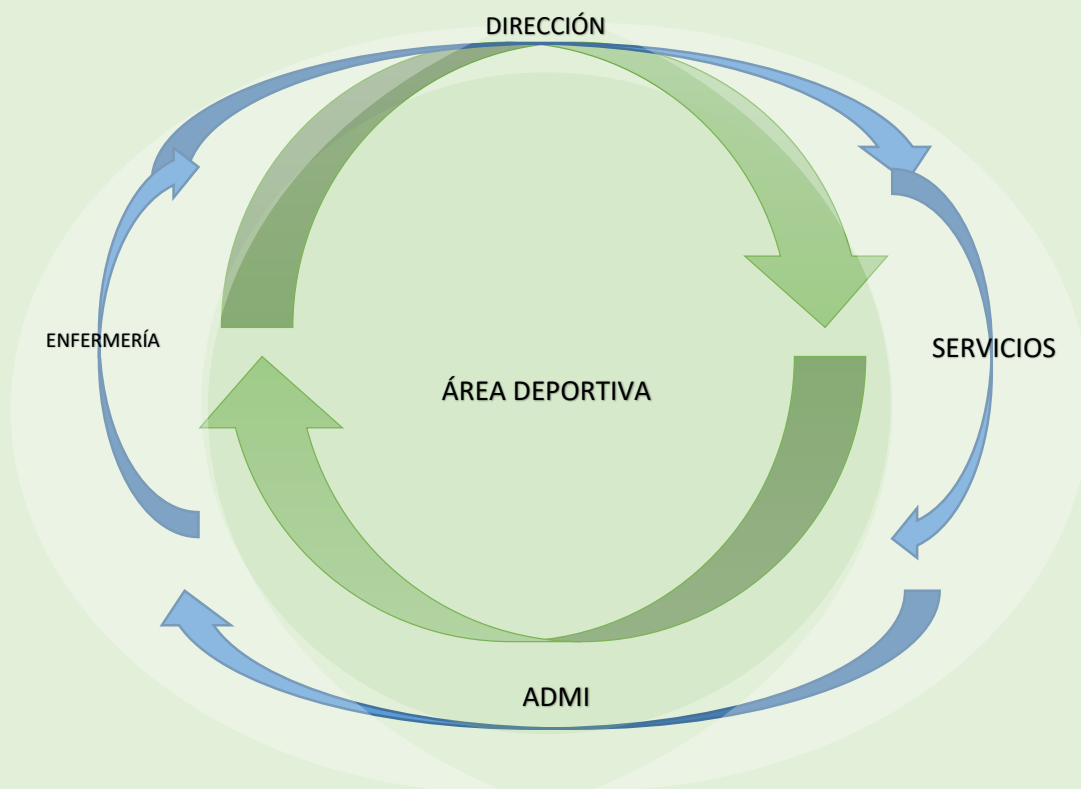 DIRECCIÓN
ENFERMERÍA
SERVICIOS
ÁREA DEPORTIVA
ADMI